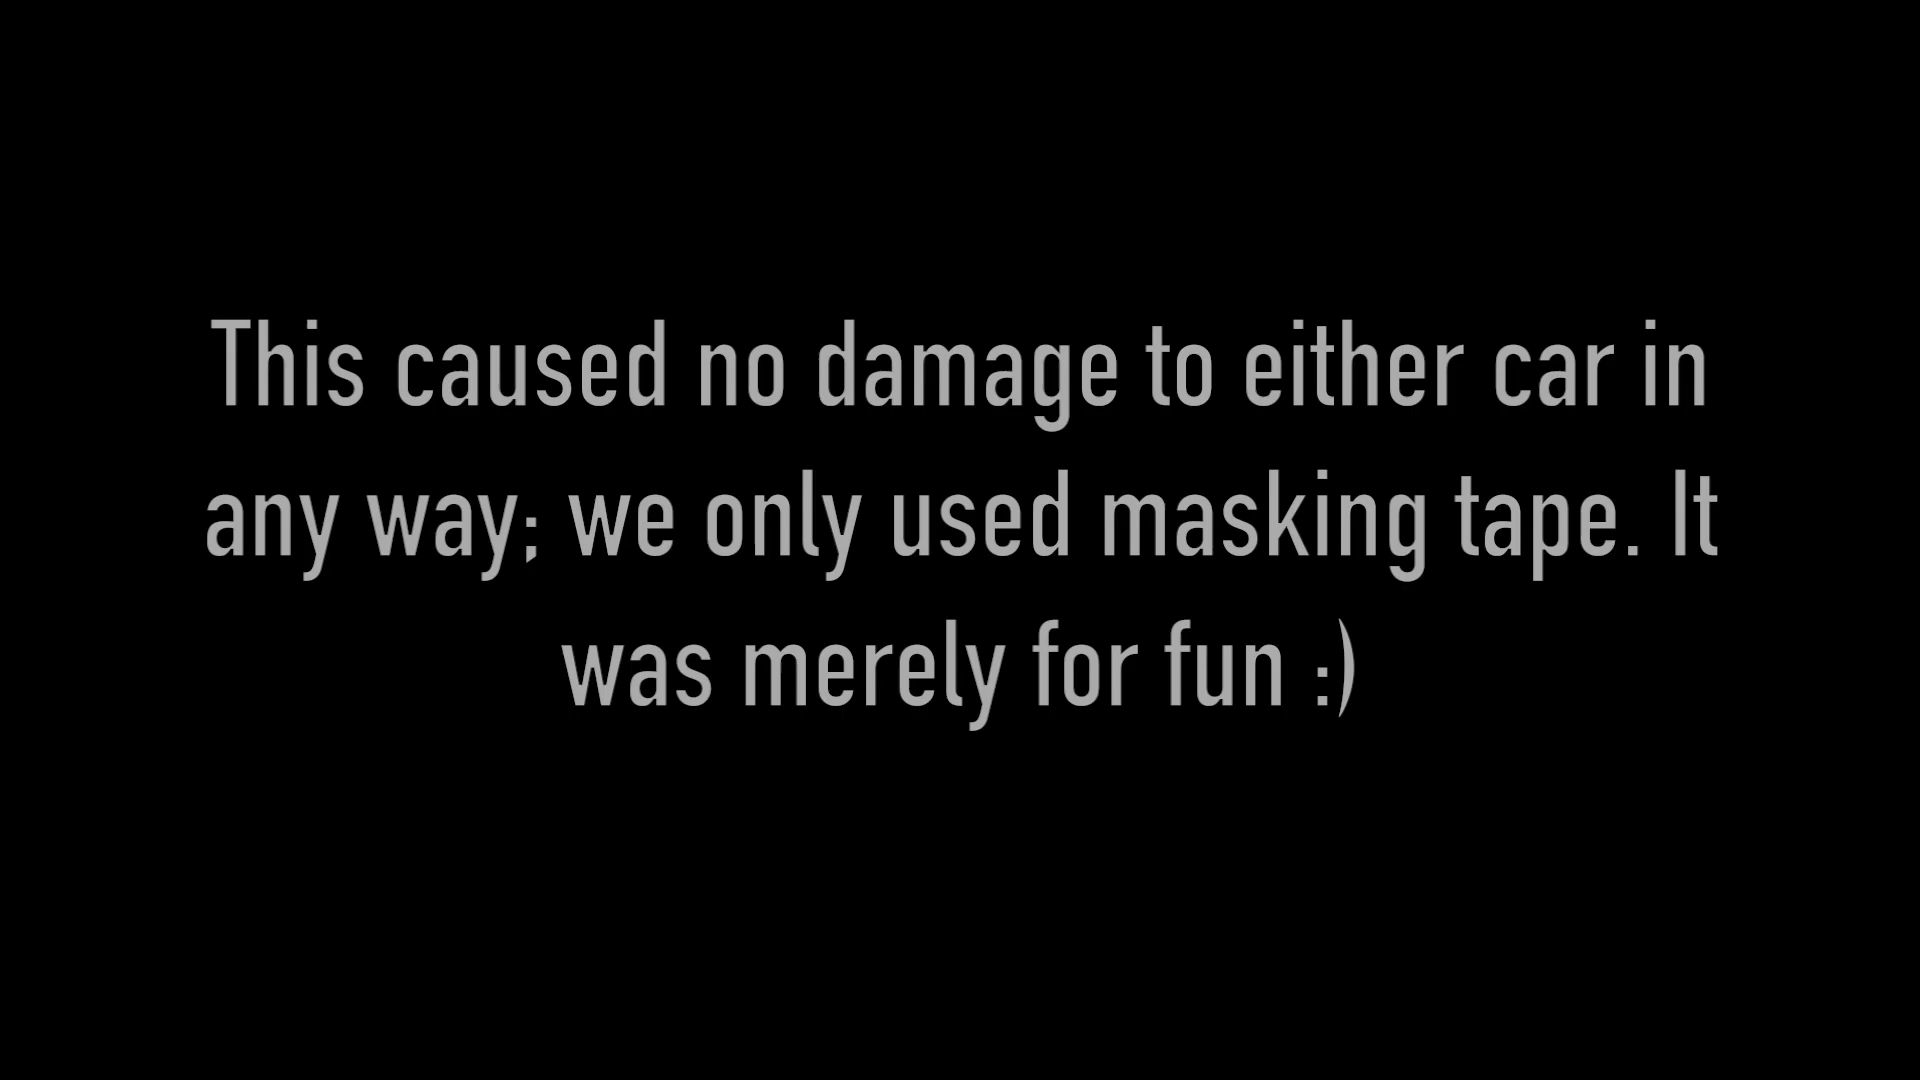 This caused no damage to either car in
any way; we only used masking tape. It
was merely for fun :)